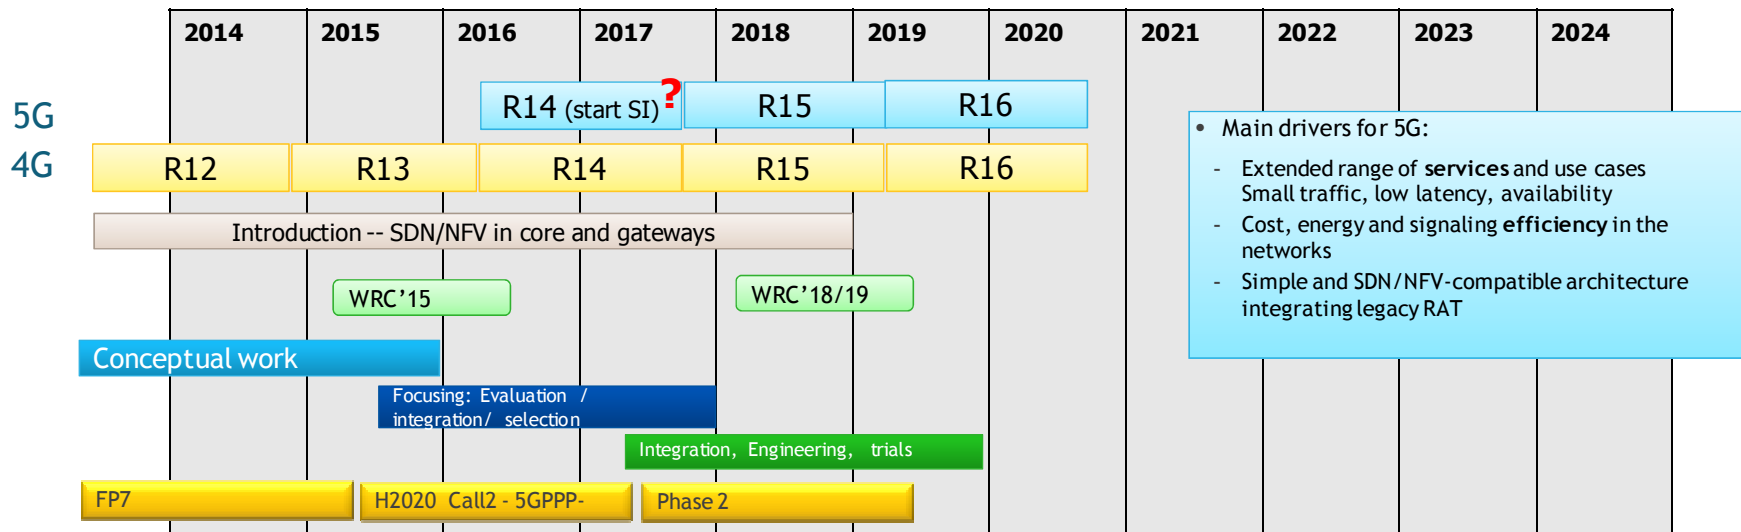 2014 2015 2016 2017 2018 2019 2020 2021 2022 2023 2024
5G
R14 (start SI) ?
R15
R16
4G
R12
R13
R14
R15
R16
Introduction -- SDN/NFV in core and gateways
WRC’15
WRC’18/19
Conceptual work
Focusing: Evaluation /
integration/ selection
Integration, Engineering, trials
FP7
H2020 Call2 - 5GPPP-
Phase 2
• Main drivers for 5G:
- Extended range of services and use cases
Small traffic, low latency, availability
- Cost, energy and signaling efficiency in the
networks
- Simple and SDN/NFV-compatible architecture
integrating legacy RAT